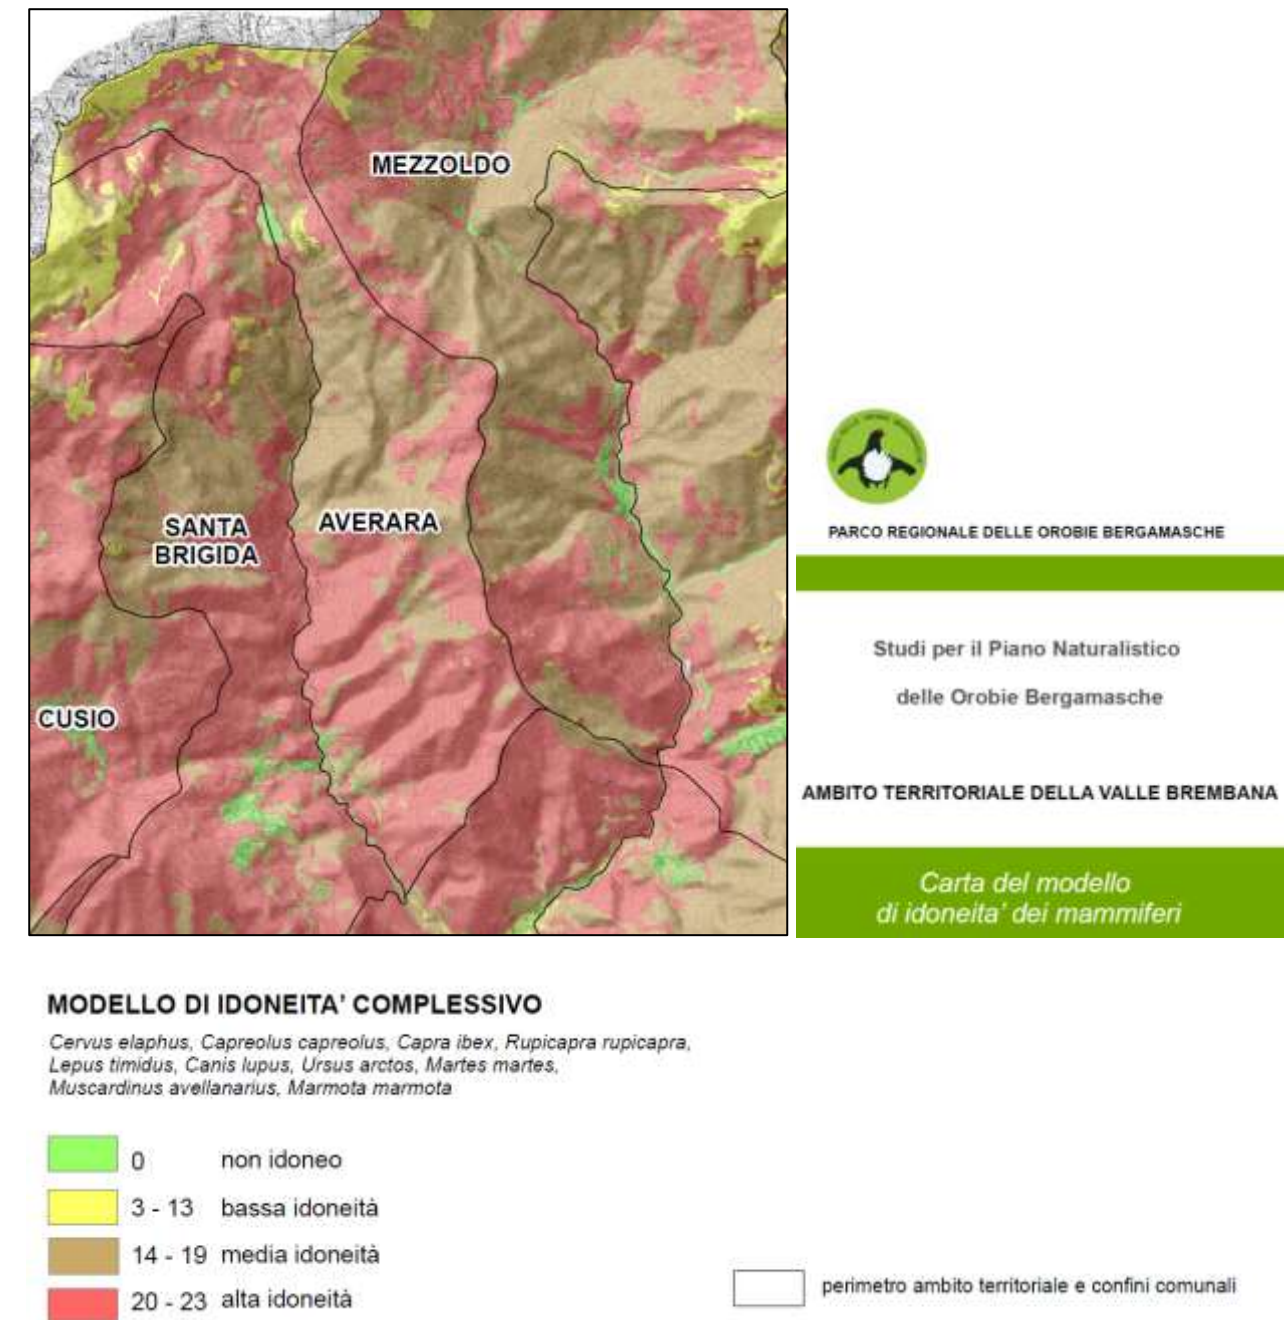 MEZZOLDO
SANTA
BRIGIDA
AVERARA
CUSIO
PARCO REGIONALE DELLE OROBIE BERGAMASCHE
Studi per il Piano Naturalistico
delle Orobie Bergamasche
AMBITO TERRITORIALE DELLA VALLE BREMBANA
Carta del modello
di idoneita' dei mammiferi
MODELLO DI IDONEITA' COMPLESSIVO
Cervus elaphus, Capreolus capreolus, Capra ibex, Rupicapra rupicapra,
Lepus timidus, Canis lupus, Ursus arctos, Martes martes,
Muscardinus avellanarius, Marmota marmota
0 non idoneo
3 - 13 bassa idoneità
14 - 19 media idoneità
20 - 23 alta idoneità
perimetro ambito territoriale e confini comunali